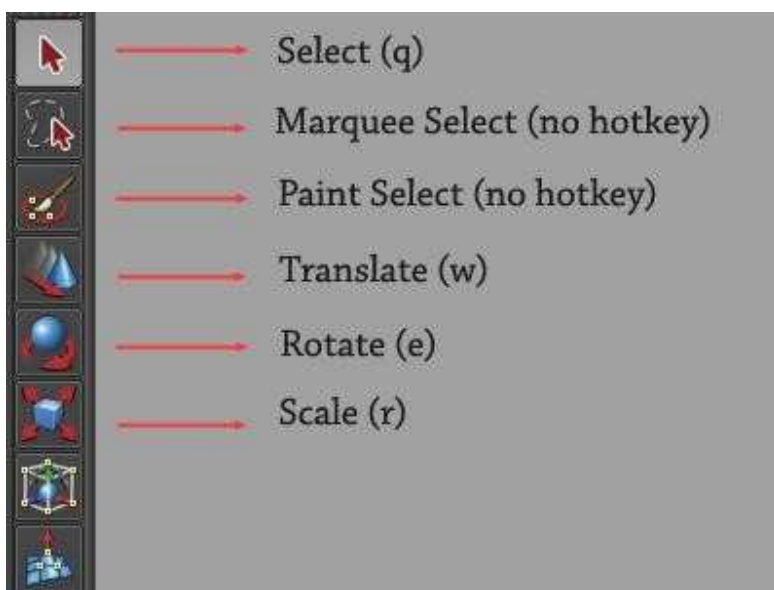 Select (q)
Marquee Select (no hotkey)
Paint Select (no hotkey)
Translate (w)
Rotate (e)
Scale (r)